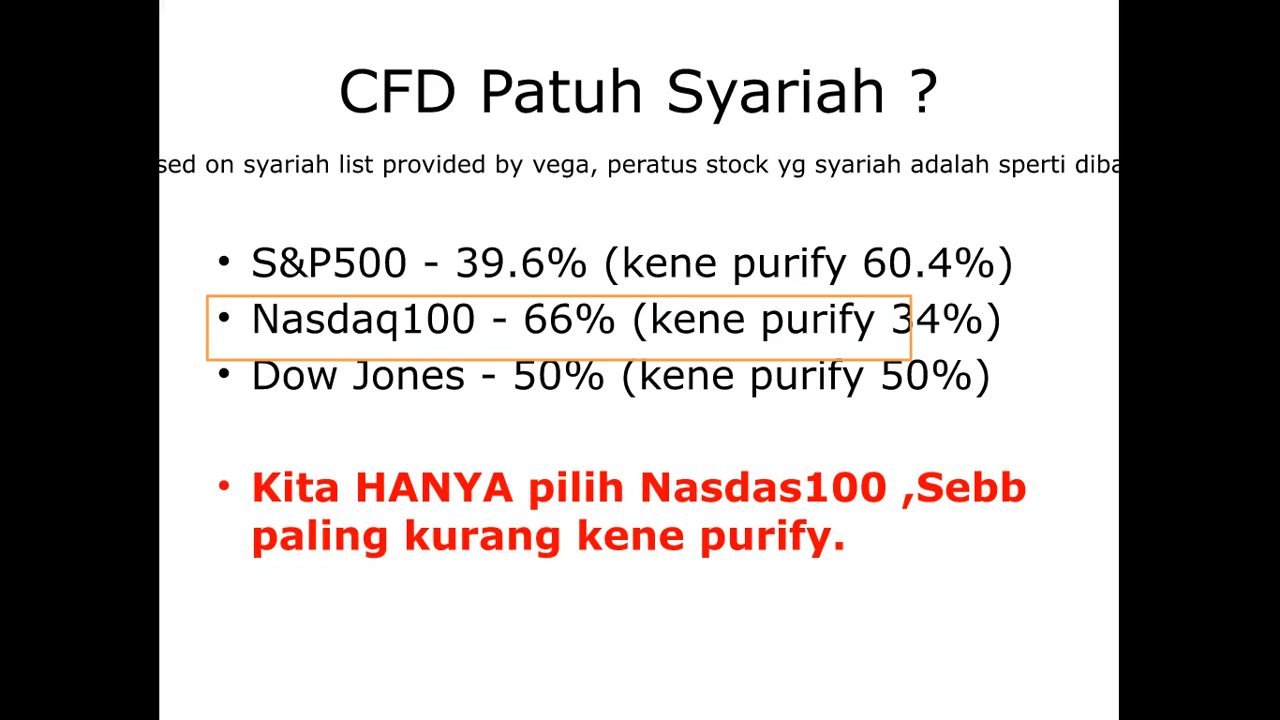 CFD Patuh Syariah ?
sed on syariah list provided by vega, peratus stock yg syariah adalah sperti diba
• S&P500 - 39.6% (kene purify 60.4%)
• Nasdaq100 - 66% (kene purify 34%)
• Dow Jones - 50% (kene purify 50%)
• Kita HANYA pilih Nasdas100 ,Sebb
paling kurang kene purify.